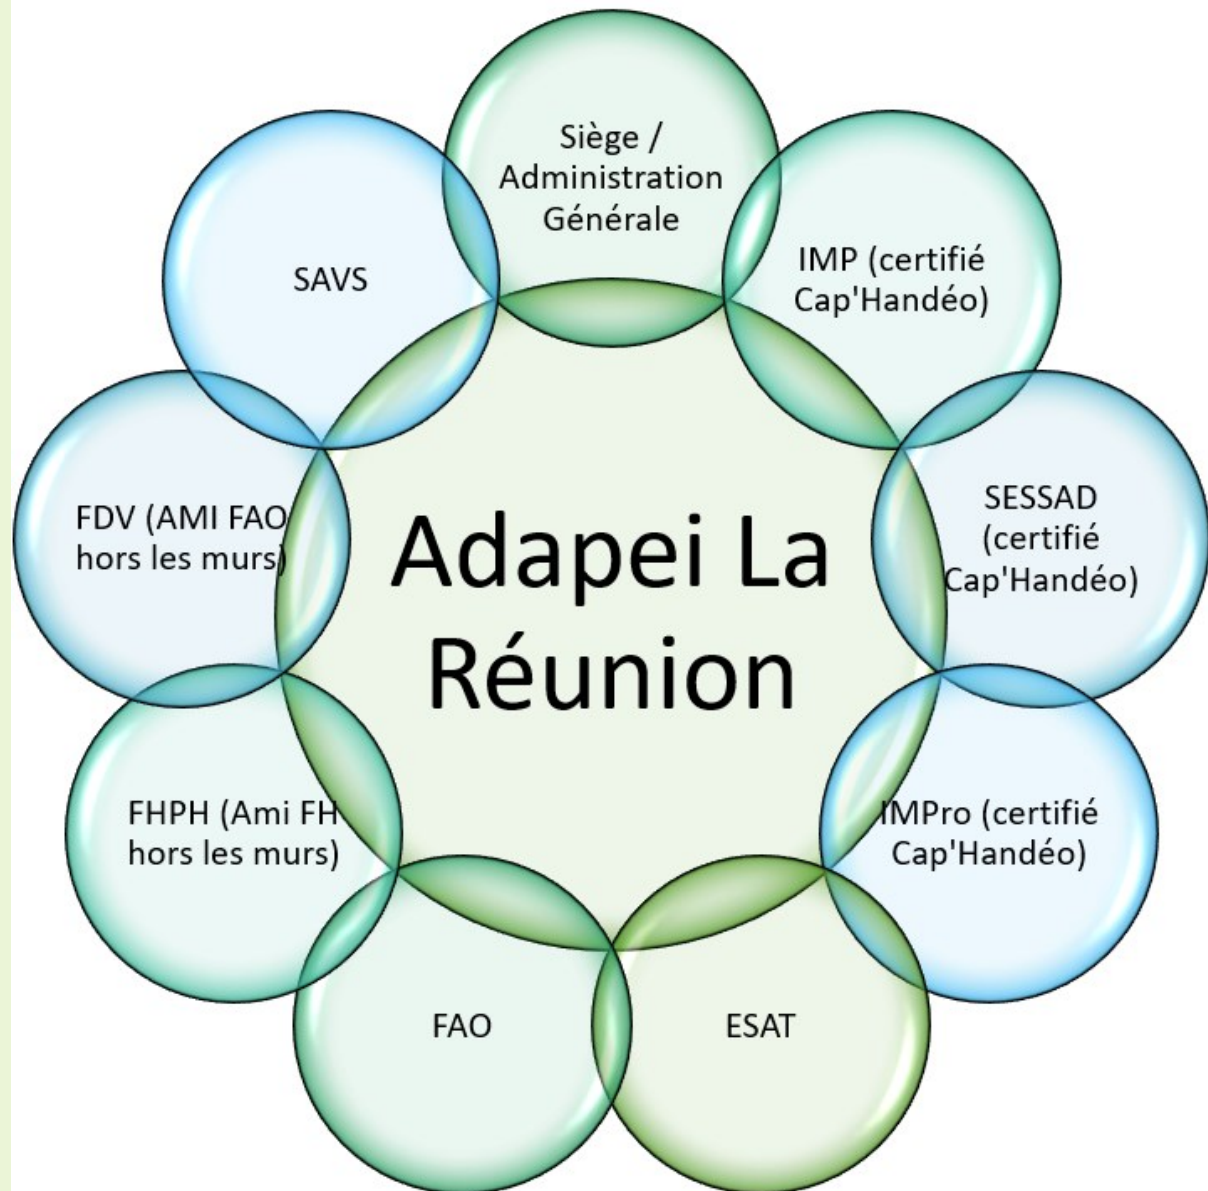 Siège /
Administration
Générale
IMP (certifié
Cap'Handéo)
SESSAD
(certifié
Cap'Handéo)
IMPro (certifié
Cap'Handéo)
ESAT
FAO
FHPH (Ami FH
hors les murs)
FDV (AMI FAO
hors les murs)
SAVS
Adapei La
Réunion